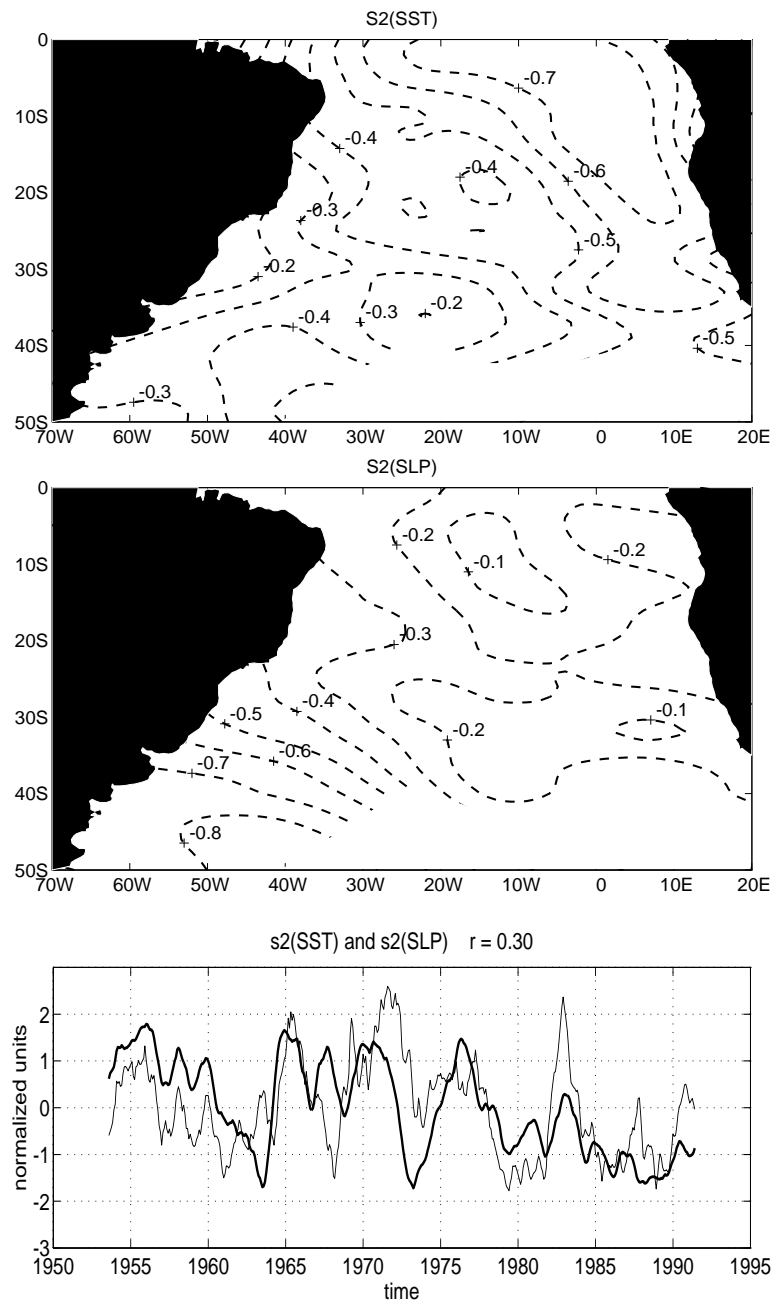 S2(SST)
0
-0.7
10S
-0.4
-0.4
-0.6
20S
-0.3
-0.5
30S
-0.2
-0.4
-0.3
-0.2
40S
-0.5
-0.3
50S
70W 60W 50W 40W 30W 20W 10W 0 10E 20E
S2(SLP)
0
-0.2
-0.1
-0.2
10S
20S
-0.3
-0.4
-0.5
-0.1
30S
-0.2
-0.6
-0.7
40S
-0.8
50S
70W 60W 50W 40W 30W 20W 10W 0 10E 20E
s2(SST) and s2(SLP) r = 0.30
normalized units
2
1
0
-1
-2
-3
1950 1955 1960 1965 1970 1975 1980 1985 1990 1995
time